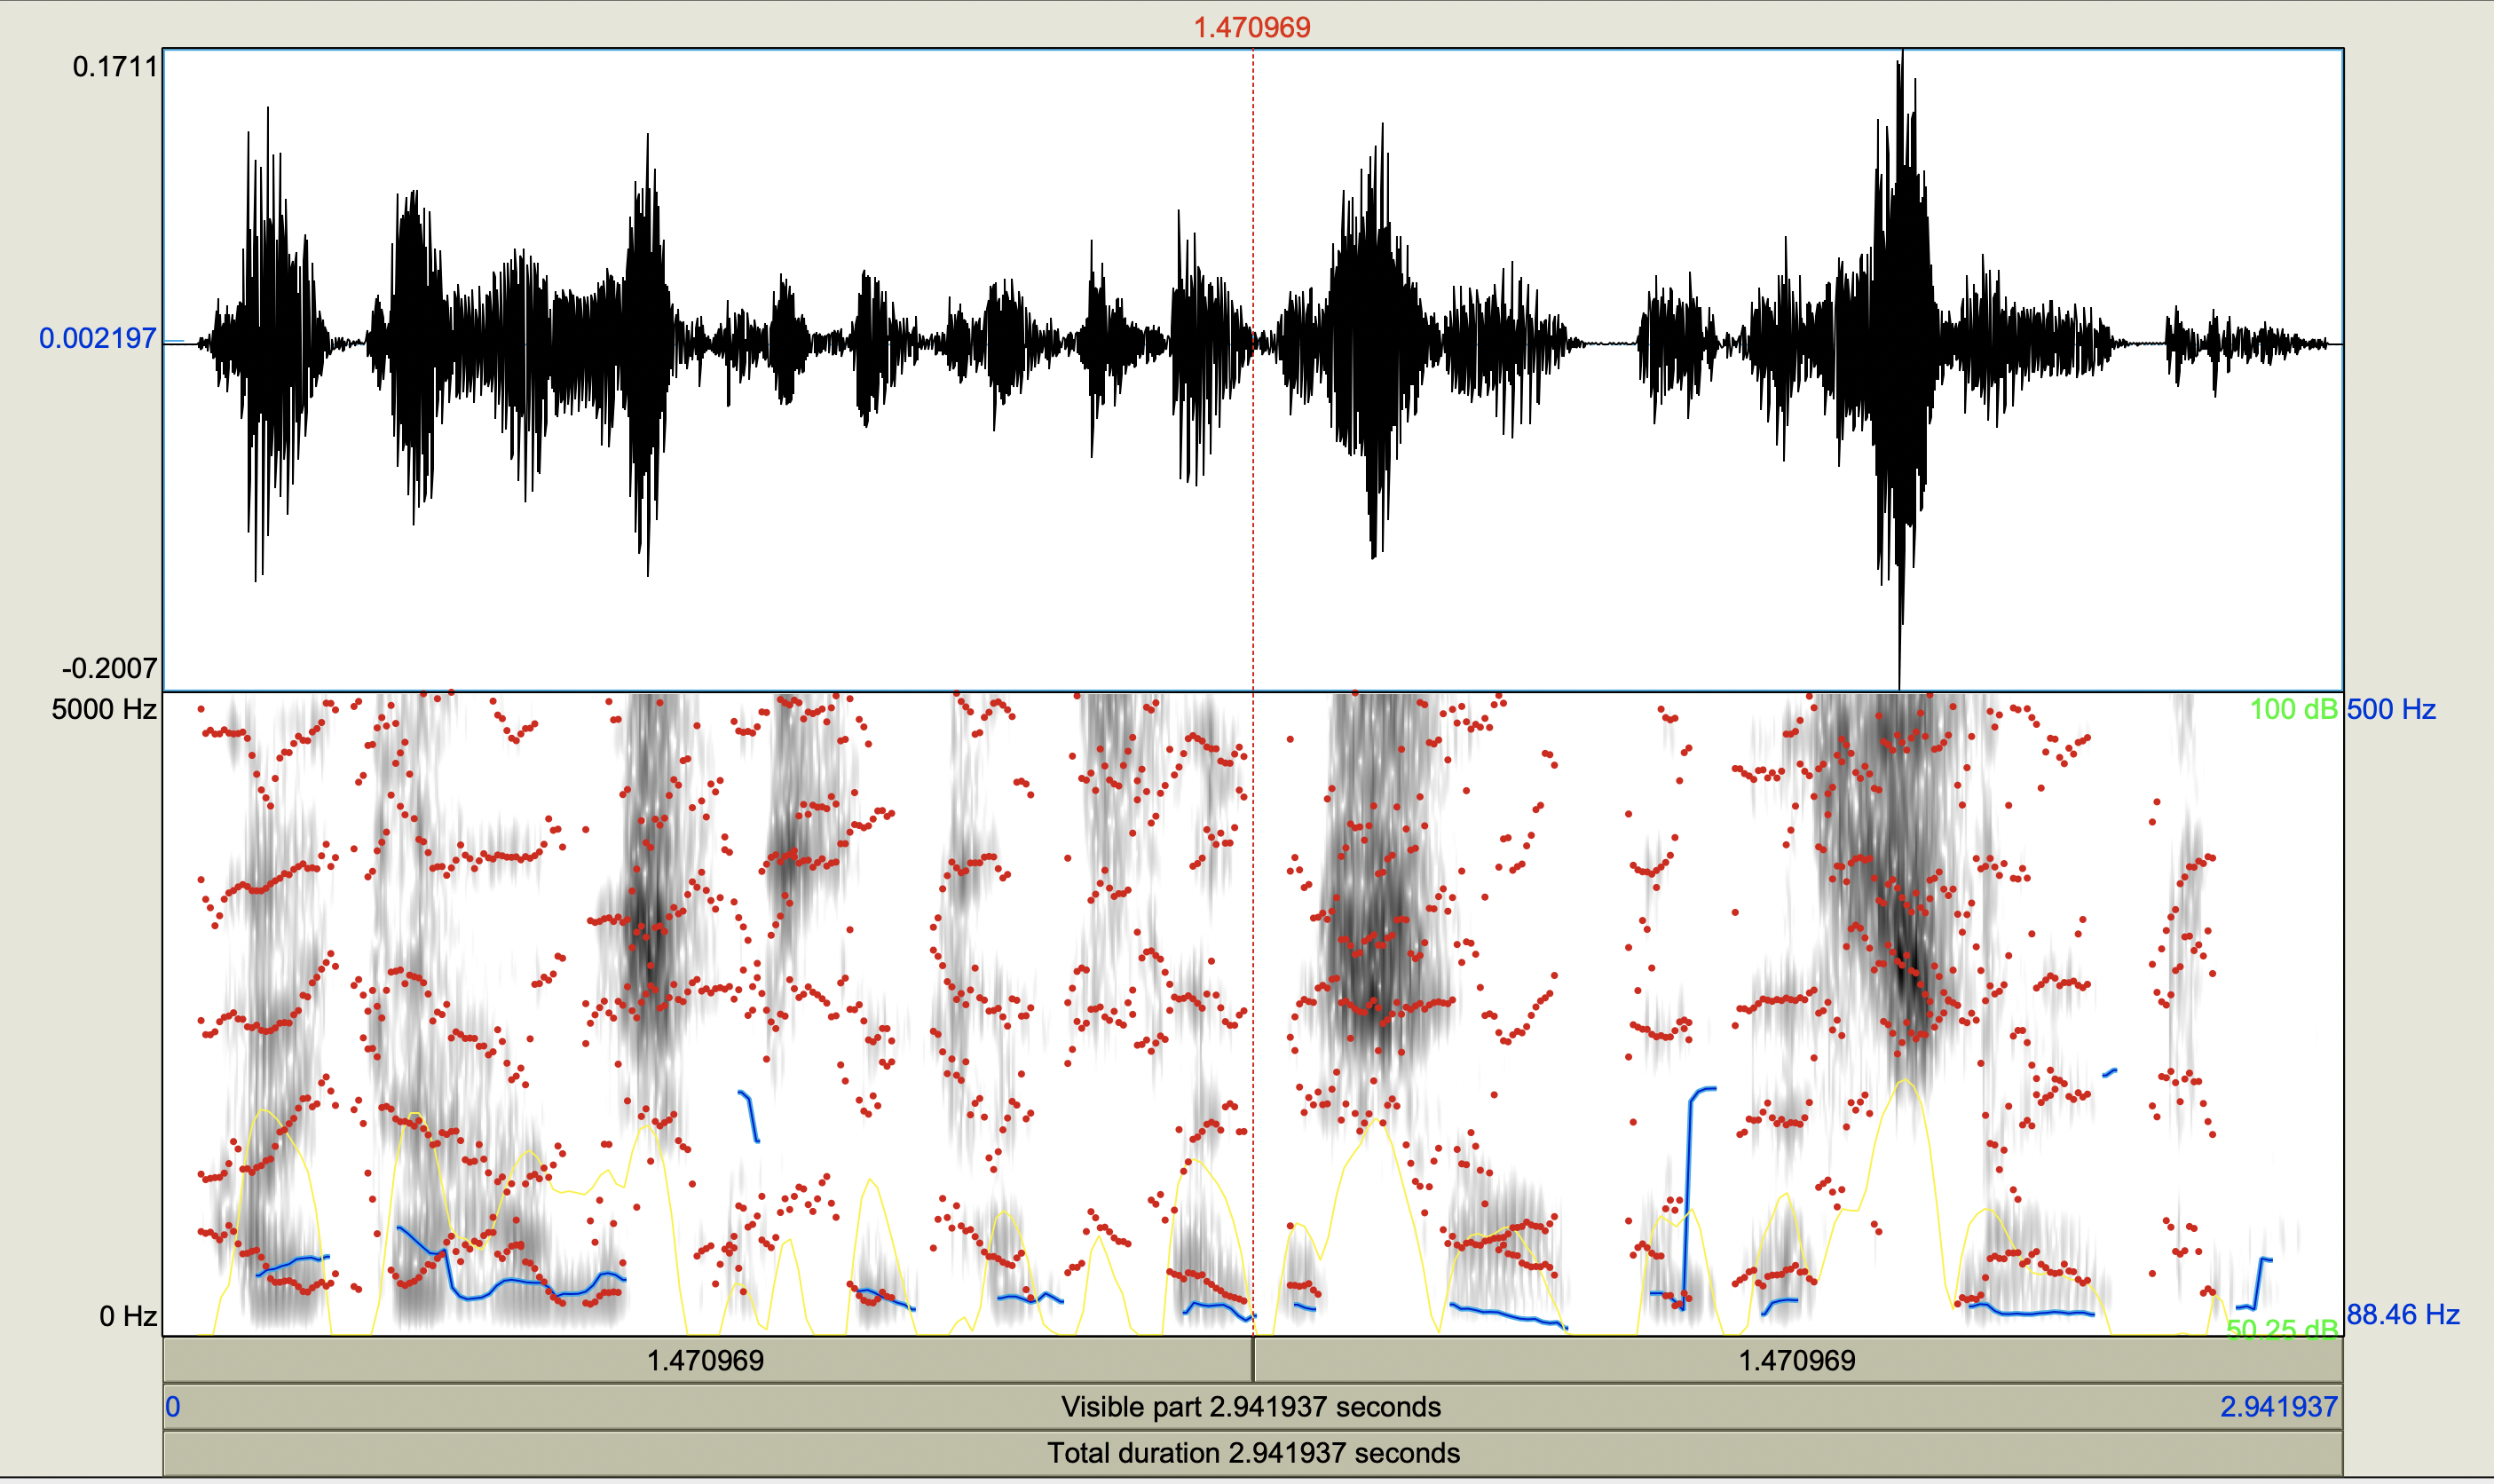 1.470969
0.1711
0.002197
-0.2007
5000 Hz
100 dB 500 Hz
0 Hz
88.46 Hz
50.25 dB
1.470969 1.470969
0 Visible part 2.941937 seconds 2.941937
Total duration 2.941937 seconds